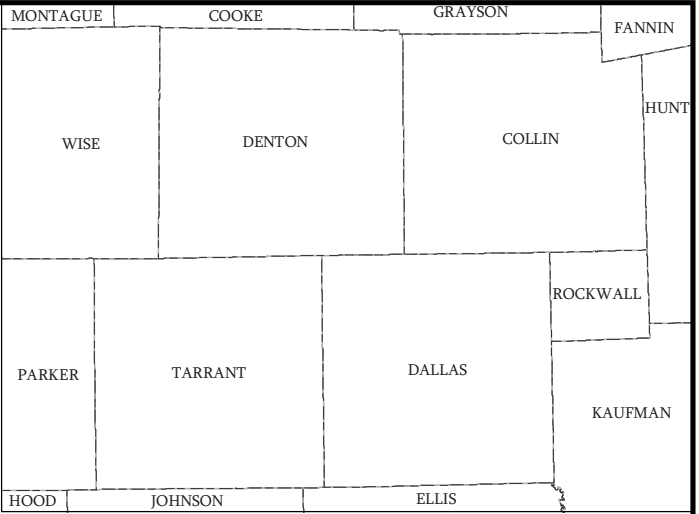 MONTAGUE
COOKE
GRAYSON
FANNIN
HUNT
WISE
DENTON
COLLIN
ROCKWALL
PARKER
TARRANT
DALLAS
KAUFMAN
HOOD
JOHNSON
ELLIS